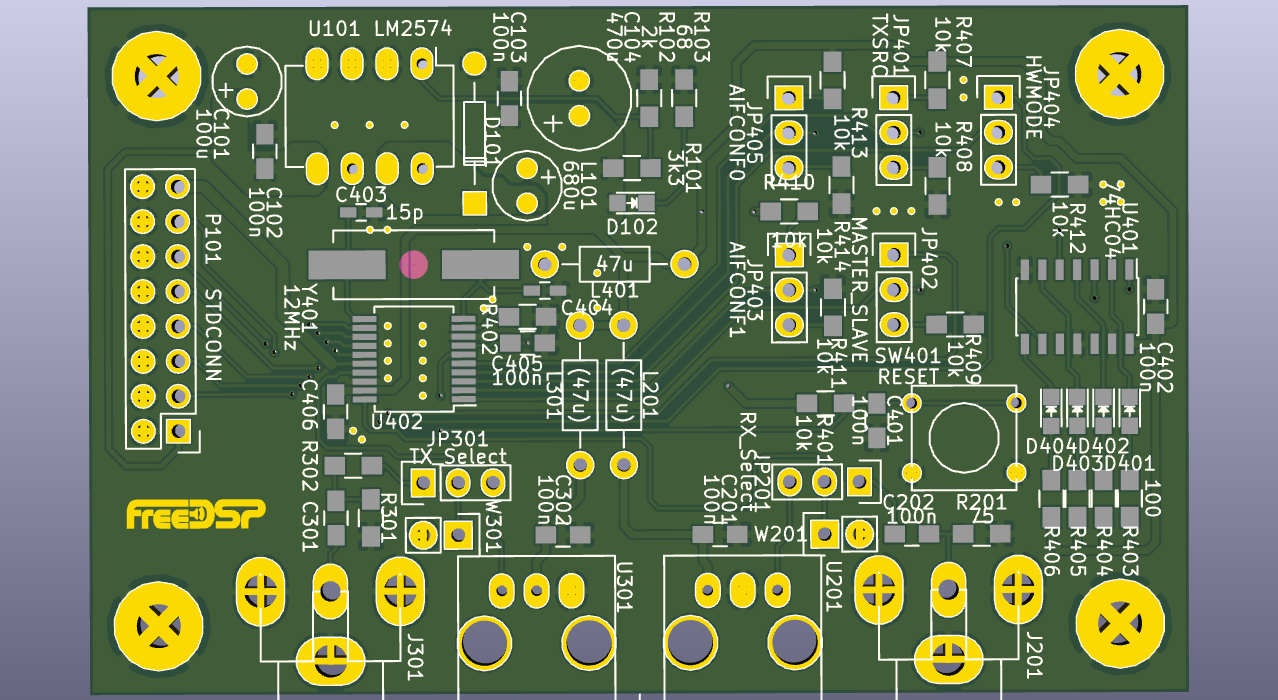 U101 LM2574
C103
100n
C104
470u
R102
2k
R103
68
JP401
TXSRC
R407
10k
JP404
HWMODE
C101
100u
D101
L101
680u
R101
3k3
AIFCONF0
JP405
R413
10k
10k
R408
C102
100n
C403
15p
D102
R410
10k
10k
R412
74HC04
U401
P101 STDCONN
47u
L401
AIFCONF1
JP403
10k
R414
MASTER_SLAVE
JP402
Y401
12MHz
R402
C404
C405
100n
10k
R411
SW401
RESET
10k
R409
C402
100n
C406
R302
C301
U402
L301
(47u)
(47u)
L201
RX_Select
JP201
10k
R401
100n
C401
D404
D402
D403
D401
JP301
TX_Select
freeDSP
R301
W301
100n
C302
100n
C201
W201
C202
100n
R201
75
100
R406
R405
R404
R403
J301
U301
U201
J201